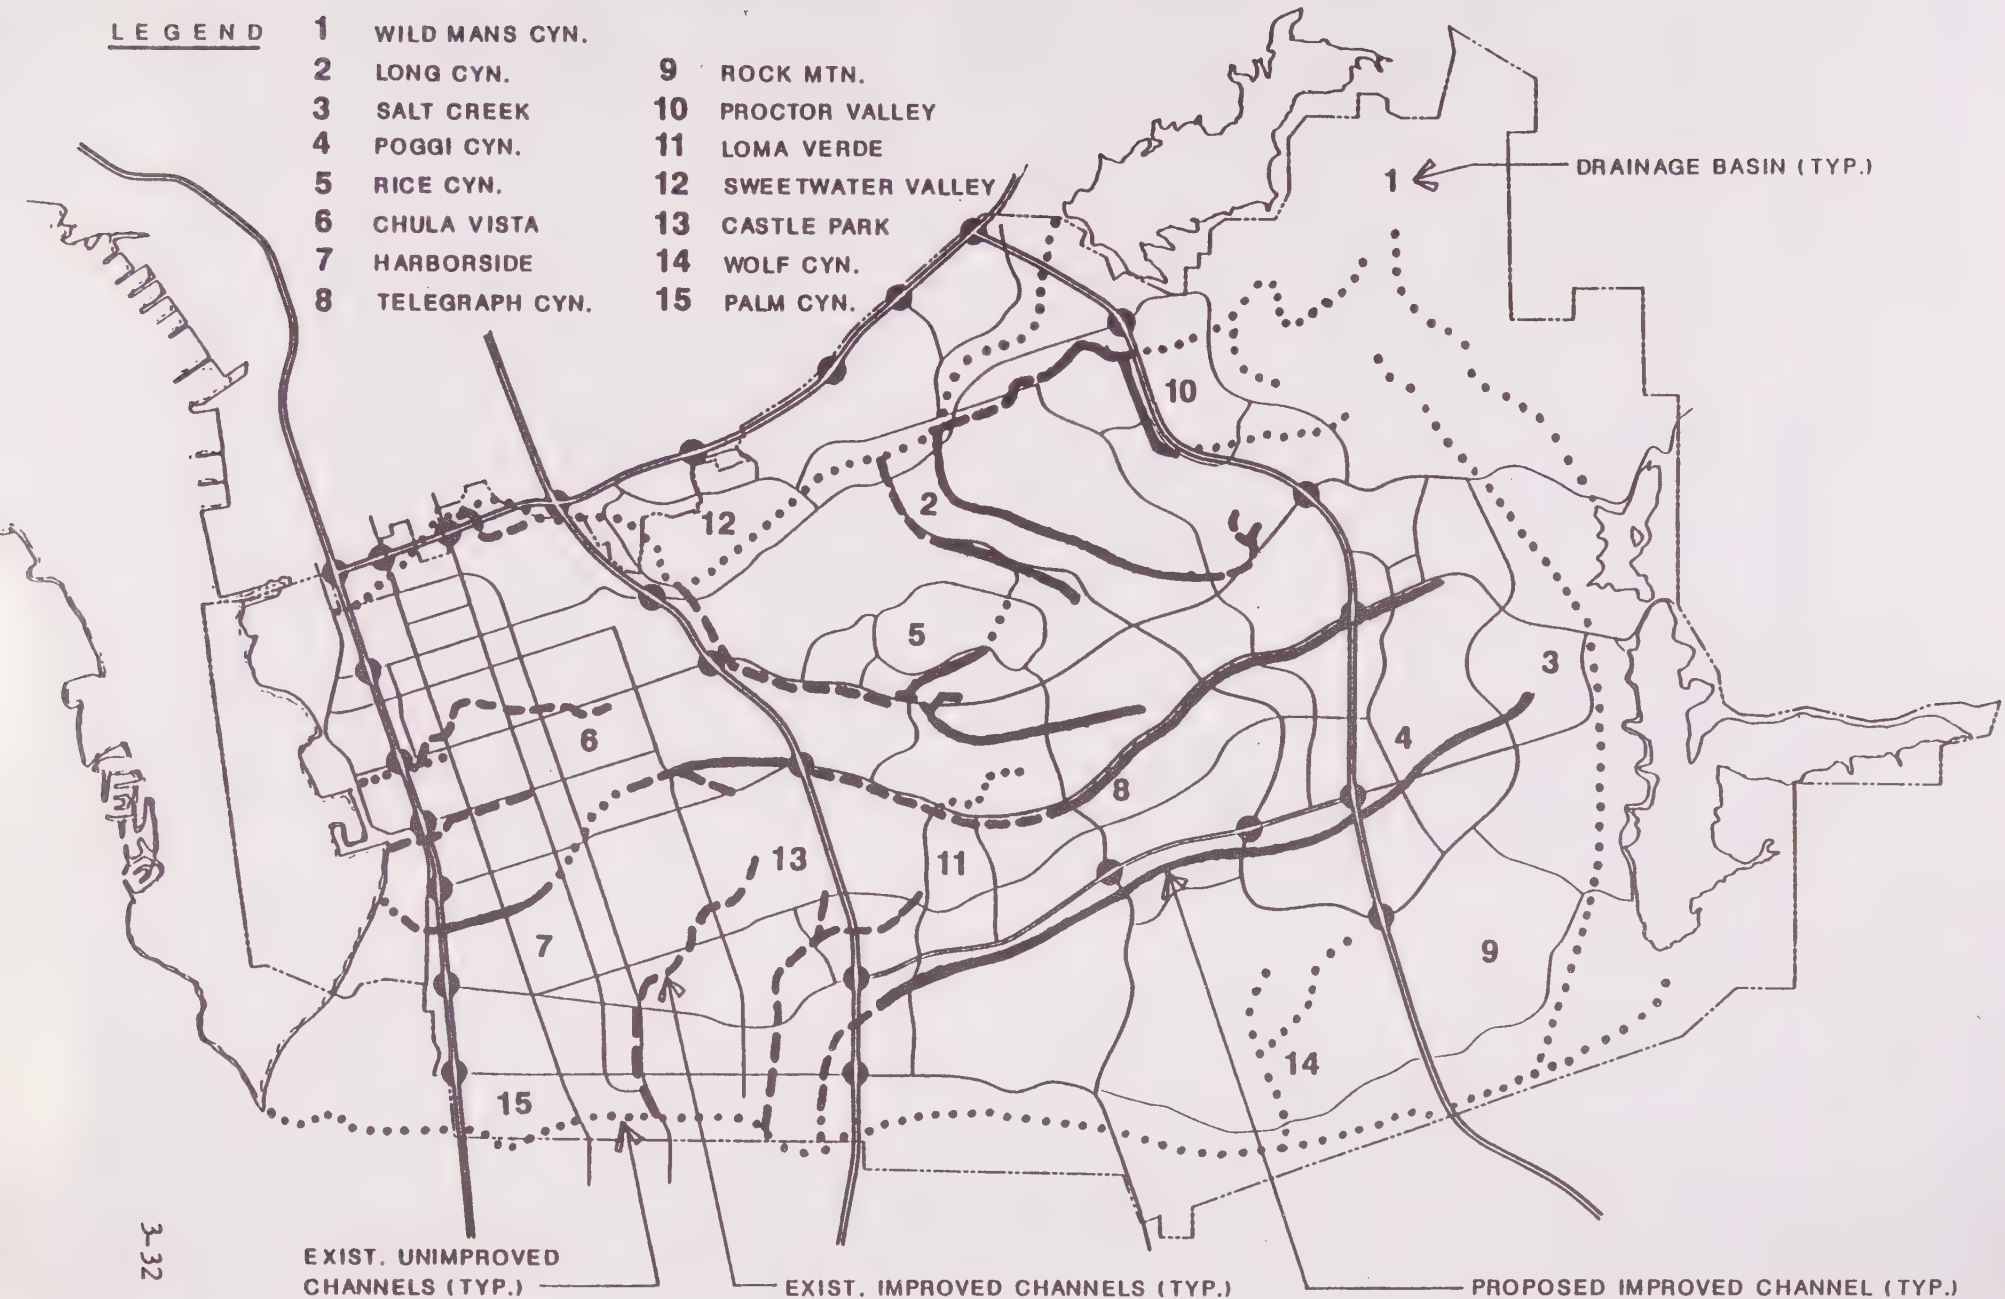 LEGEND
1 WILD MANS CYN.
2 LONG CYN.
3 SALT CREEK
4 POGGI CYN.
5 RICE CYN.
6 CHULA VISTA
7 HARBORSIDE
8 TELEGRAPH CYN.
9 ROCK MTN.
10 PROCTOR VALLEY
11 LOMA VERDE
12 SWEETWATER VALLEY
13 CASTLE PARK
14 WOLF CYN.
15 PALM CYN.
1
DRAINAGE BASIN (TYP.)
10
2
12
5
3
6
4
8
13
11
7
9
14
15
EXIST. UNIMPROVED
CHANNELS (TYP.)
EXIST. IMPROVED CHANNELS (TYP.)
PROPOSED IMPROVED CHANNEL (TYP.)
3-32